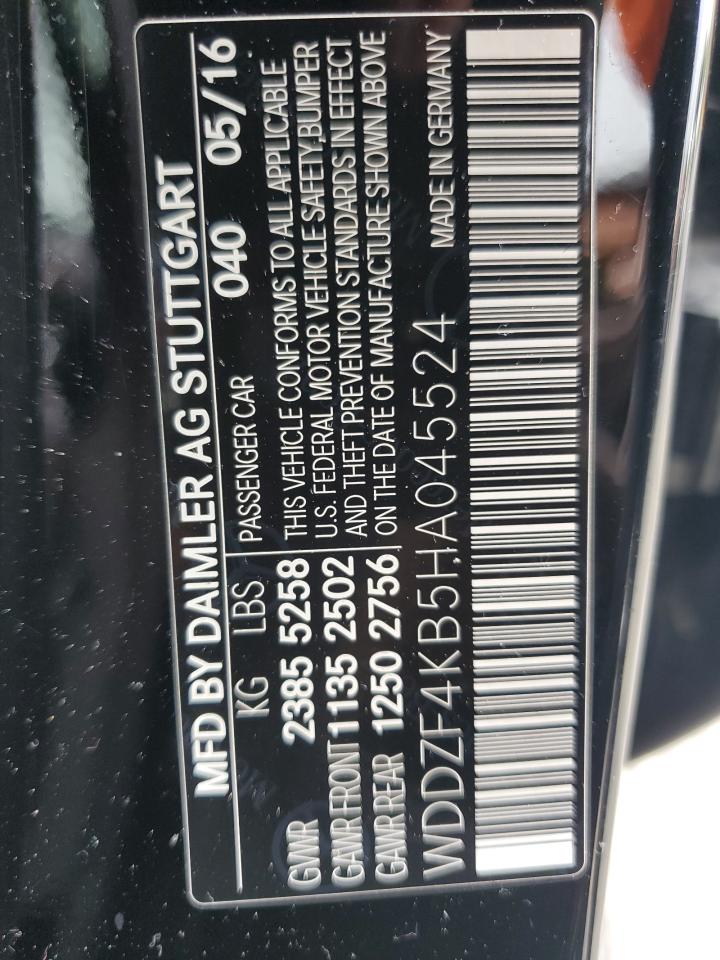 MFD BY DAIMLER AG STUTTGART
KG LBS PASSENGER CAR 040 05/16
GVWR 2385 5258 THIS VEHICLE CONFORMS TO ALL APPLICABLE
U.S. FEDERAL MOTOR VEHICLE SAFETY,BUMPER
GAWR FRONT 1135 2502 AND THEFT PREVENTION STANDARDS IN EFFECT
GAWR REAR 1250 2756 ON THE DATE OF MANUFACTURE SHOWN ABOVE
WDDZF4KB5HA045524 MADE IN GERMANY